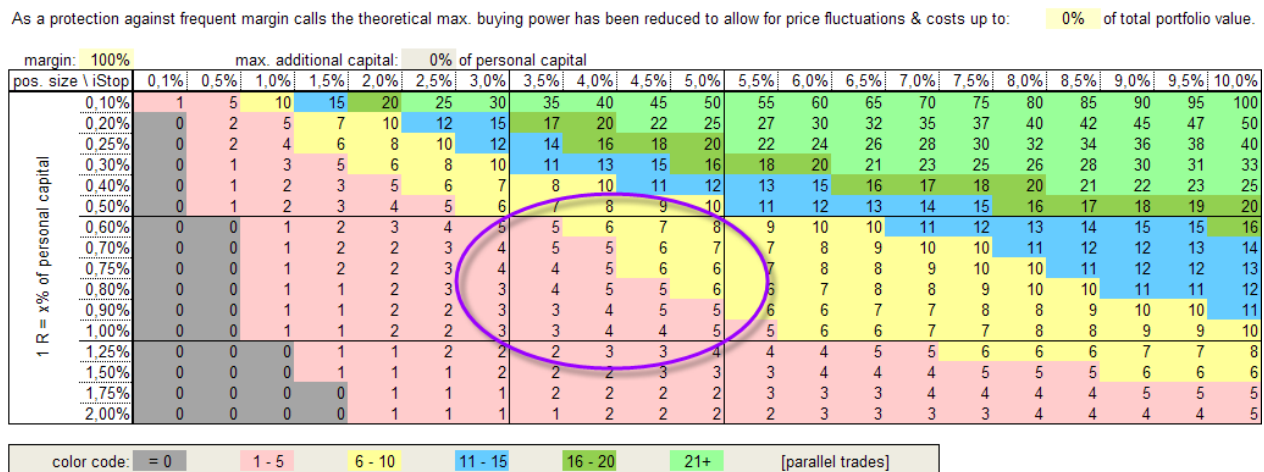 As a protection against frequent margin calls the theoretical max. buying power has been reduced to allow for price fluctuations & costs up to: 0% of total portfolio value.
margin: 100% max. additional capital: 0% of personal capital
pos. size \ iStop 0,1% 0,5% 1,0% 1,5% 2,0% 2,5% 3,0% 3,5% 4,0% 4,5% 5,0% 5,5% 6,0% 6,5% 7,0% 7,5% 8,0% 8,5% 9,0% 9,5% 10,0%
0,10% 1 5 10 15 20 25 30 35 40 45 50 55 60 65 70 75 80 85 90 95 100
0,20% 0 2 5 7 10 12 15 17 20 22 25 27 30 32 35 37 40 42 45 47 50
0,25% 0 2 4 6 8 10 12 14 16 18 20 22 24 26 28 30 32 34 36 38 40
0,30% 0 1 3 5 6 8 10 11 13 15 16 18 20 21 23 25 26 28 30 31 33
0,40% 0 1 2 3 5 6 7 8 10 11 12 13 15 16 17 18 20 21 22 23 25
0,50% 0 1 2 3 4 5 6 7 8 9 10 11 12 13 14 15 16 17 18 19 20
0,60% 0 0 1 2 3 4 5 5 6 7 8 9 10 10 11 12 13 14 15 15 16
0,70% 0 0 1 2 2 3 4 5 5 6 7 7 8 9 10 10 11 12 12 13 14
0,75% 0 0 1 2 2 3 4 4 5 6 6 7 8 8 9 10 10 11 12 12 13
0,80% 0 0 1 1 2 3 3 4 5 5 6 6 7 8 8 9 10 10 11 11 12
0,90% 0 0 1 1 2 2 3 3 4 5 5 6 6 7 7 8 8 9 10 10 11
1,00% 0 0 1 1 2 2 3 3 4 4 5 5 6 6 7 7 8 8 9 9 10
1,25% 0 0 0 1 1 2 2 2 3 3 4 4 4 5 5 6 6 6 7 7 8
1,50% 0 0 0 1 1 1 2 2 2 3 3 3 4 4 4 5 5 5 6 6 6
1,75% 0 0 0 0 1 1 1 2 2 2 2 3 3 3 4 4 4 4 5 5 5
2,00% 0 0 0 0 1 1 1 1 2 2 2 2 3 3 3 3 4 4 4 4 5
1 R = x% of personal capital
color code: = 0 1 - 5 6 - 10 11 - 15 16 - 20 21+ [parallel trades]